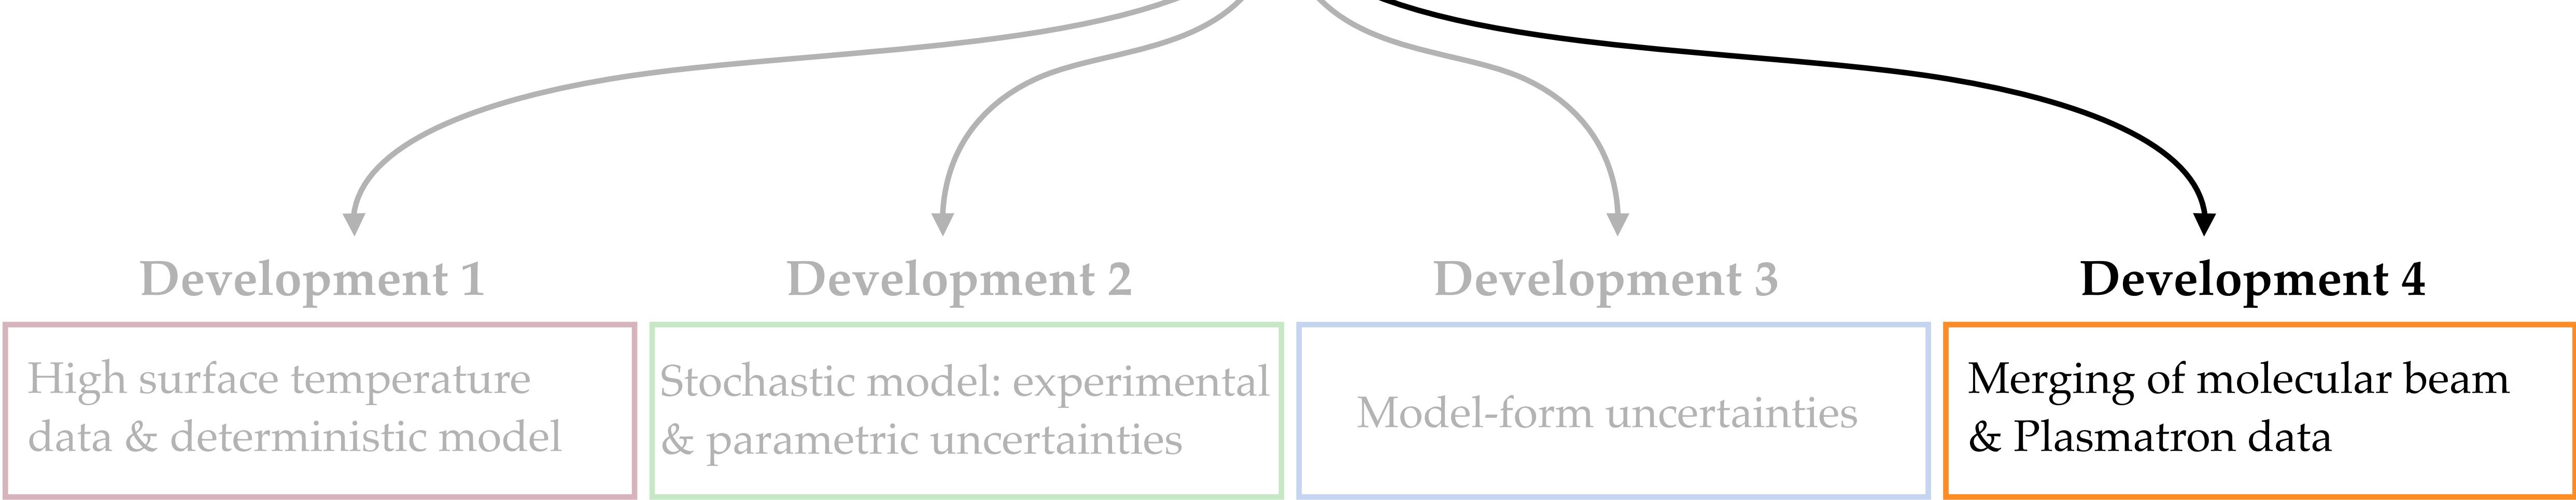 Development 1
High surface temperature
data & deterministic model
Development 2
Stochastic model: experimental
& parametric uncertainties
Development 3
Model-form uncertainties
Development 4
Merging of molecular beam
& Plasmatron data